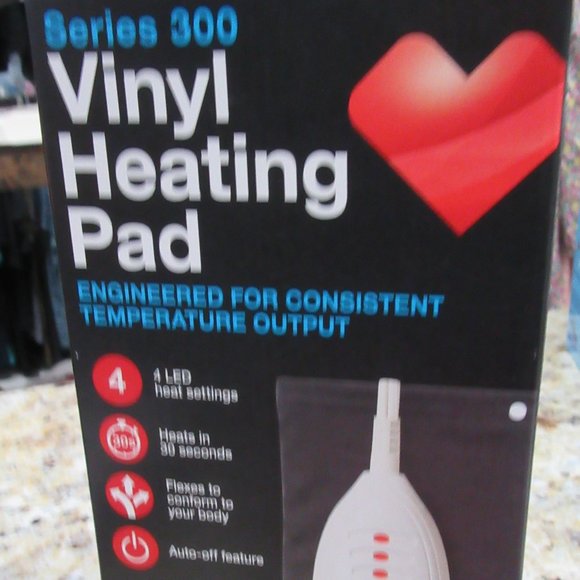 Series 300
Vinyl
Heating
Pad
ENGINEERED FOR CONSISTENT
TEMPERATURE OUTPUT
4
4 LED
heat settings
30s
Heats in
30 seconds
Flexes to
conform to
your body
Auto-off feature